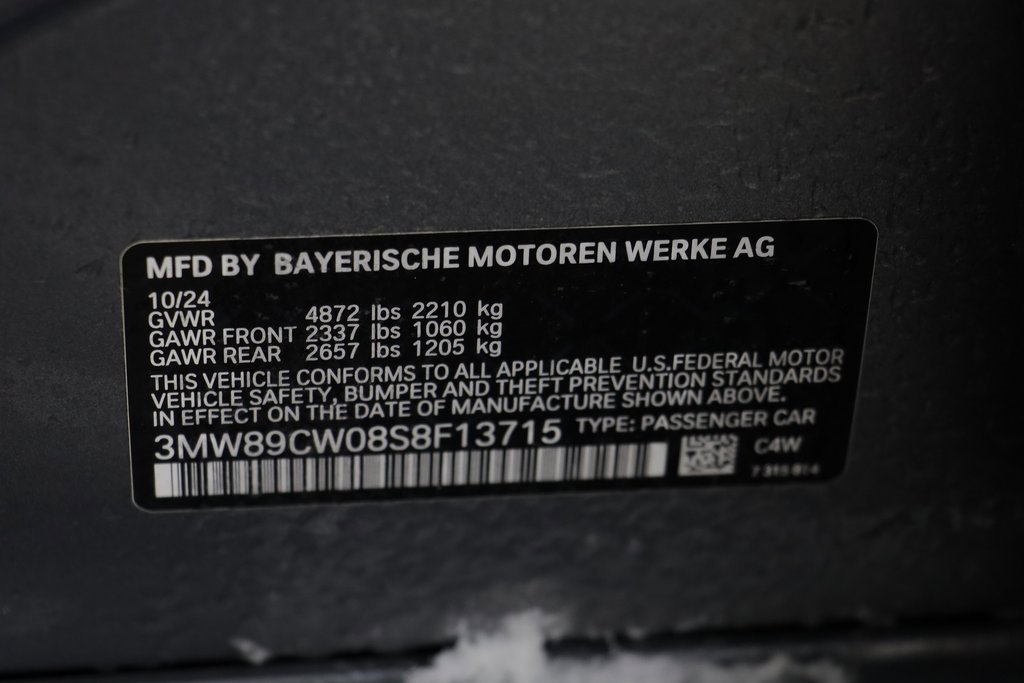 MFD BY BAYERISCHE MOTOREN WERKE AG
10/24
GVWR 4872 lbs 2210 kg
GAWR FRONT 2337 lbs 1060 kg
GAWR REAR 2657 lbs 1205 kg
THIS VEHICLE CONFORMS TO ALL APPLICABLE U.S.FEDERAL MOTOR
VEHICLE SAFETY, BUMPER AND THEFT PREVENTION STANDARDS
IN EFFECT ON THE DATE OF MANUFACTURE SHOWN ABOVE.
3MW89CW08S8F13715 TYPE: PASSENGER CAR
C4W